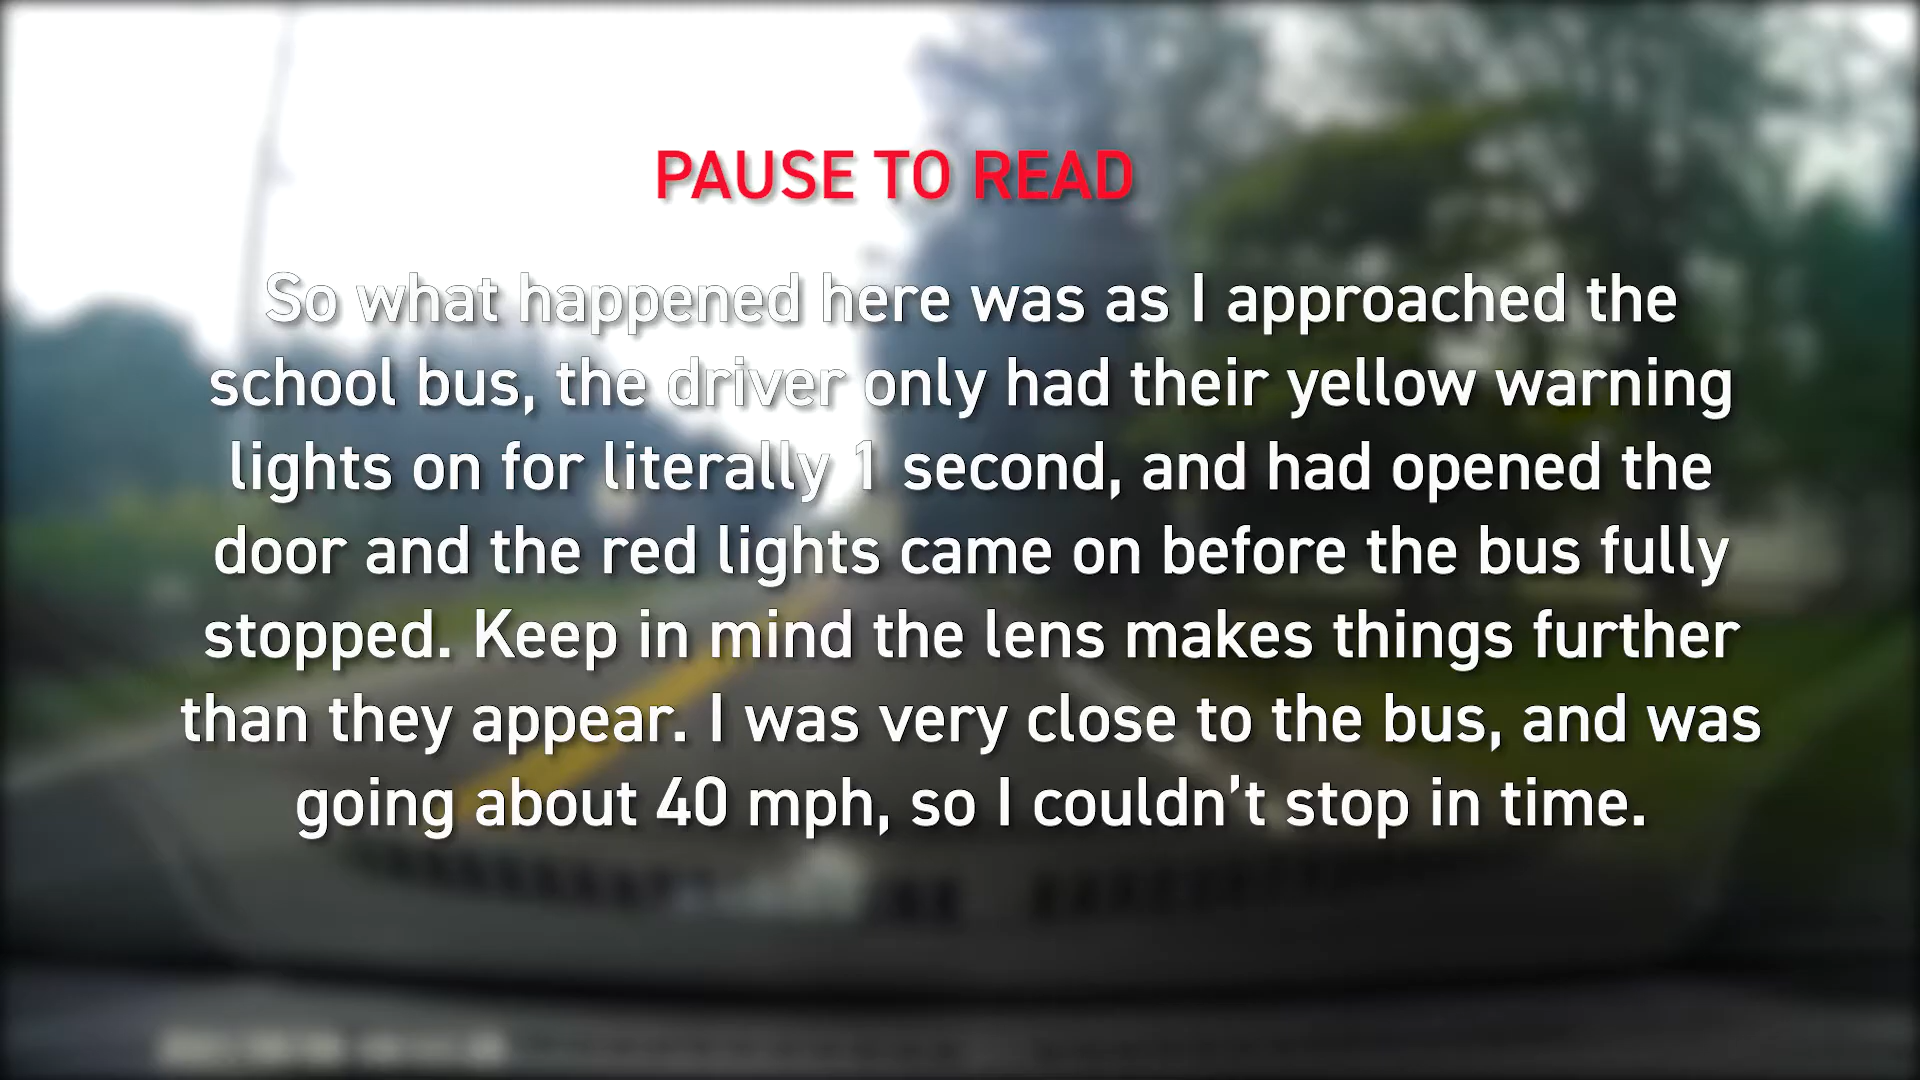 PAUSE TO READ
So what happened here was as I approached the
school bus, the driver only had their yellow warning
lights on for literally 1 second, and had opened the
door and the red lights came on before the bus fully
stopped. Keep in mind the lens makes things further
than they appear. I was very close to the bus, and was
going about 40 mph, so I couldn’t stop in time.